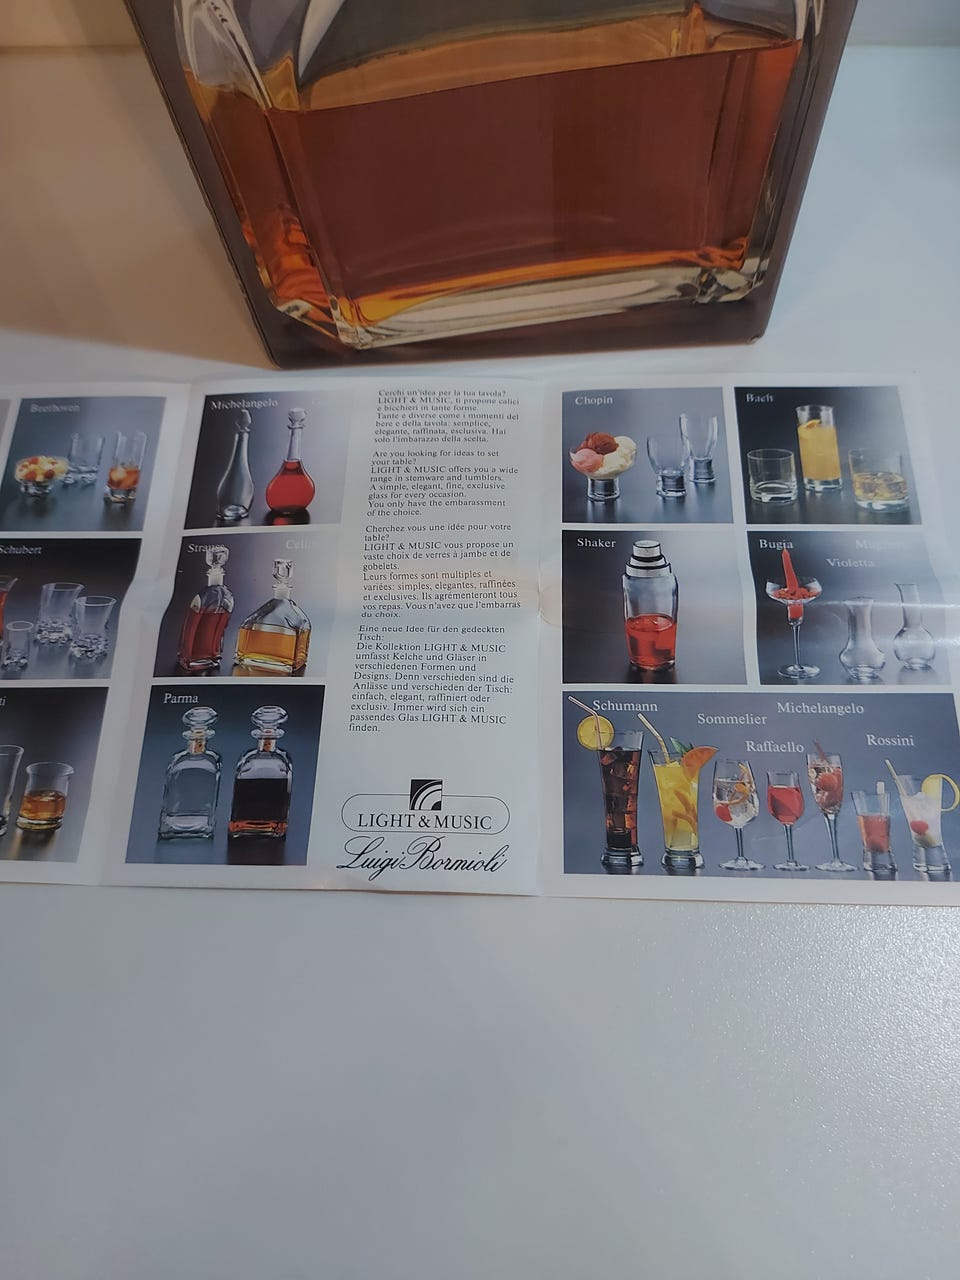 Beethoven
Schubert
Michelangelo
Strauss
Parma
Cerchi un'idea per la tua tavola?
LIGHT & MUSIC, ti propone calici
e bicchieri in tante forme.
Tante e diverse come i momenti del
bere e della tavola: semplice,
elegante, raffinata, esclusiva. Hai
solo l'imbarazzo della scelta.
Are you looking for ideas to set
your table?
LIGHT & MUSIC offers you a wide
range in stemware and tumblers.
A simple, elegant, fine, exclusive
glass for every occasion.
You only have the embarassment
of the choice.
Cherchez vous une idée pour votre
table?
LIGHT & MUSIC vous propose un
vaste choix de verres à jambe et de
gobelets.
Leurs formes sont multiples et
variées: simples, elegantes, raffinées
et exclusives. Ils agrémenteront tous
vos repas. Vous n'avez que l'embarras
du choix.
Eine neue Idee für den gedeckten
Tisch:
Die Kollektion LIGHT & MUSIC
umfasst Kelche und Gläser in
verschiedenen Formen und
Designs. Denn verschieden sind die
Anlässe und verschieden der Tisch:
einfach, elegant, raffiniert oder
exclusiv. Immer wird sich ein
passendes Glas LIGHT & MUSIC
finden.
LIGHT & MUSIC
Luigi Bormioli
Chopin
Bach
Shaker
Bugia
Violetta
Schumann
Sommelier
Michelangelo
Raffaello
Rossini